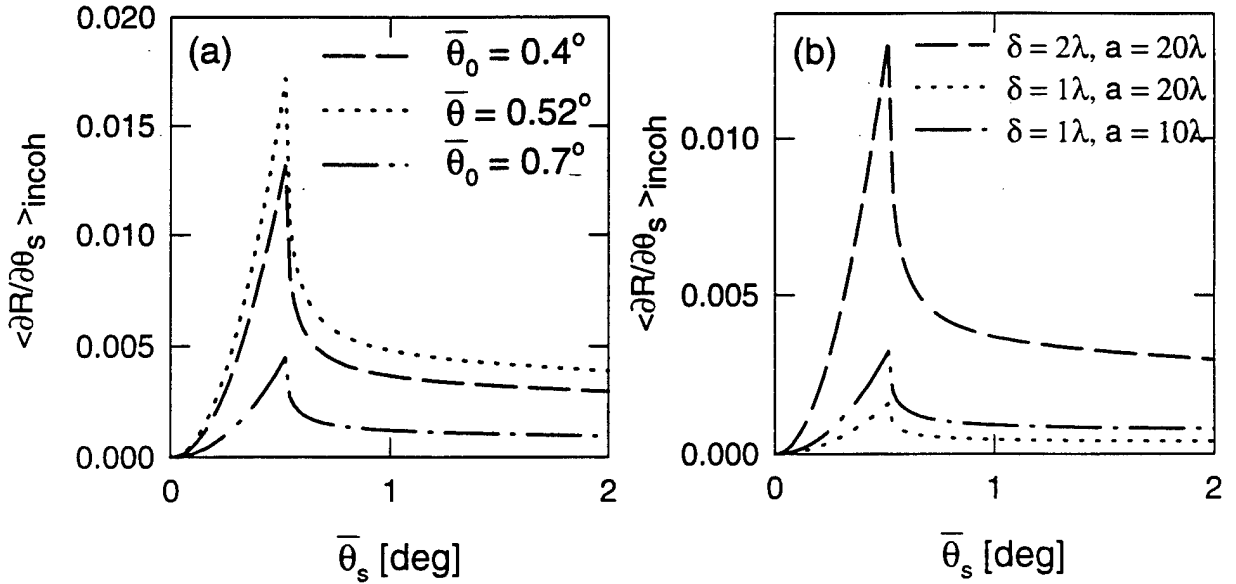 (a)
θ̅₀ = 0.4°
θ̅ = 0.52°
θ̅₀ = 0.7°
0.020
0.015
0.010
0.005
0.000
<∂R/∂θₛ >incoh
0 1 2
θ̅ₛ [deg]
(b)
δ = 2λ, a = 20λ
δ = 1λ, a = 20λ
δ = 1λ, a = 10λ
0.010
0.005
0.000
<∂R/∂θₛ >incoh
0 1 2
θ̅ₛ [deg]